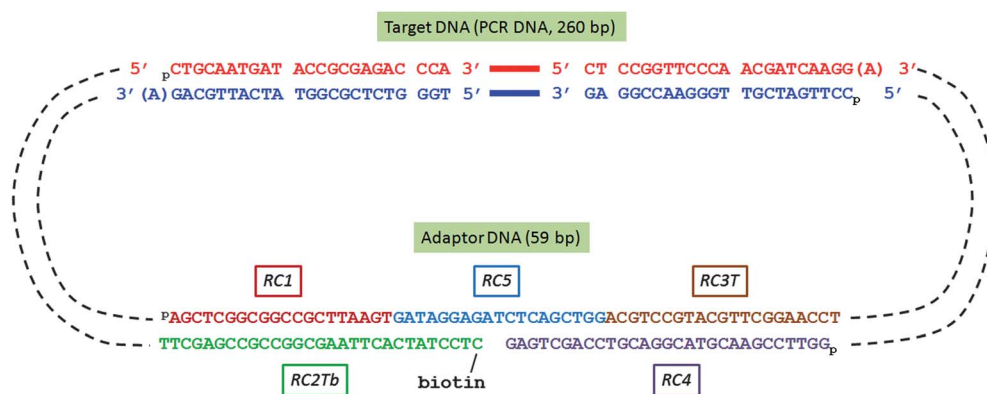 Target DNA (PCR DNA, 260 bp)
5′ pCTGCAATGAT ACCGCGAGAC CCA 3′ 5′ CT CCGGTTCCCA ACGATCAAGG(A) 3′
3′(A)GACGTTACTA TGGCGCTCTG GGT 5′ 3′ GA GGCCAAGGGT TGCTAGTTCCp 5′
Adaptor DNA (59 bp)
RC1 RC5 RC3T
PAGCTCGGCGGCCGCTTAAGTGATAGGAGATCTCAGCTGGACGTCCGTACGTTCGGAACCT
TTCGAGCCGCCGGCGAATTCACTATCCTC GAGTCGACCTGCAGGCATGCAAGCCTTGGp
RC2Tb biotin RC4